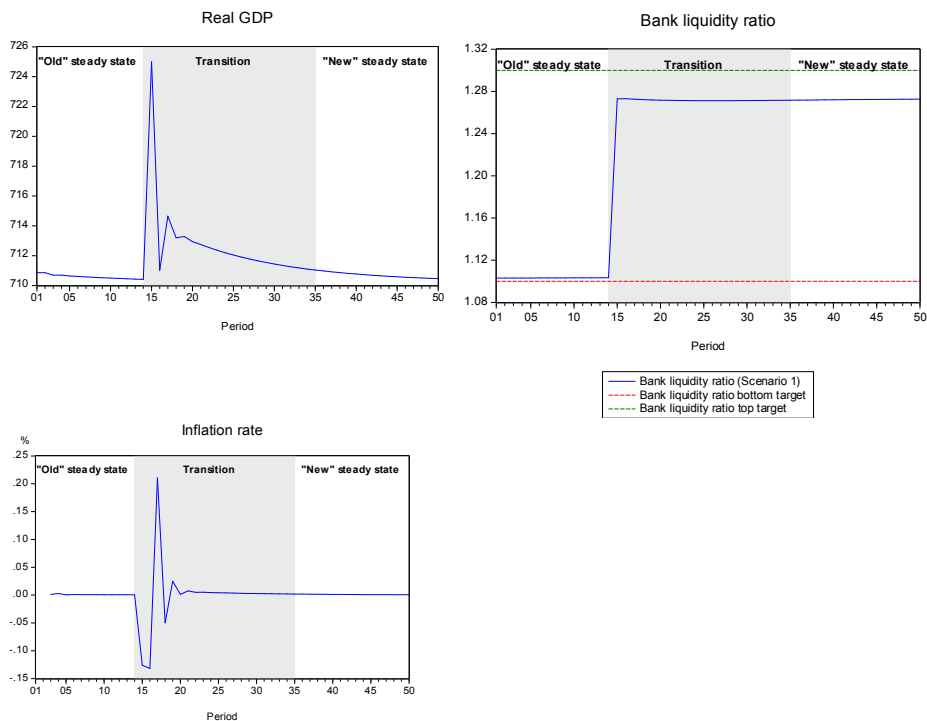 Real GDP
726
724
722
720
718
716
714
712
710
"Old" steady state
Transition
"New" steady state
01 05 10 15 20 25 30 35 40 45 50
Period
Bank liquidity ratio
1.32
1.28
1.24
1.20
1.16
1.12
1.08
"Old" steady state
Transition
"New" steady state
01 05 10 15 20 25 30 35 40 45 50
Period
Bank liquidity ratio (Scenario 1)
Bank liquidity ratio bottom target
Bank liquidity ratio top target
Inflation rate
%
.25
.20
.15
.10
.05
.00
-.05
-.10
-.15
"Old" steady state
Transition
"New" steady state
01 05 10 15 20 25 30 35 40 45 50
Period